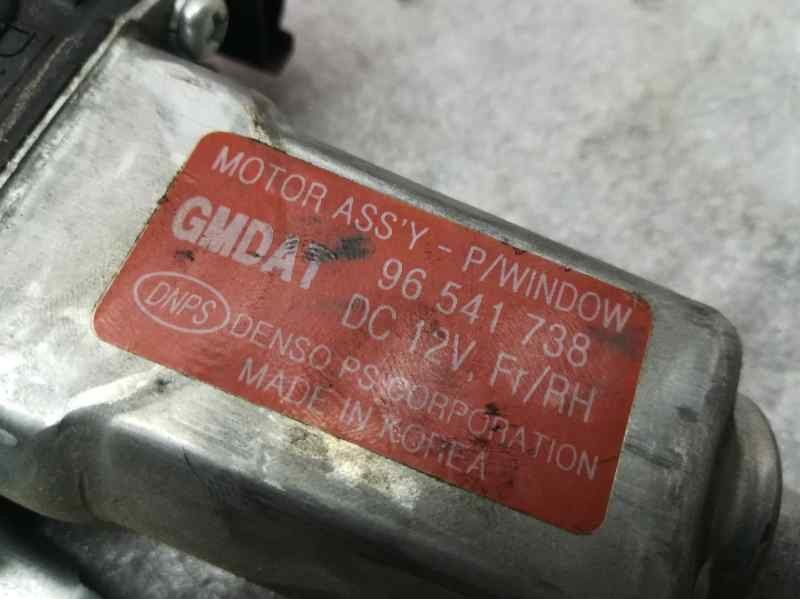 MOTOR ASS'Y - P/WINDOW
GMDAT 96 541 738
DC 12V, Fr/RH
DNPS DENSO PS CORPORATION
MADE IN KOREA